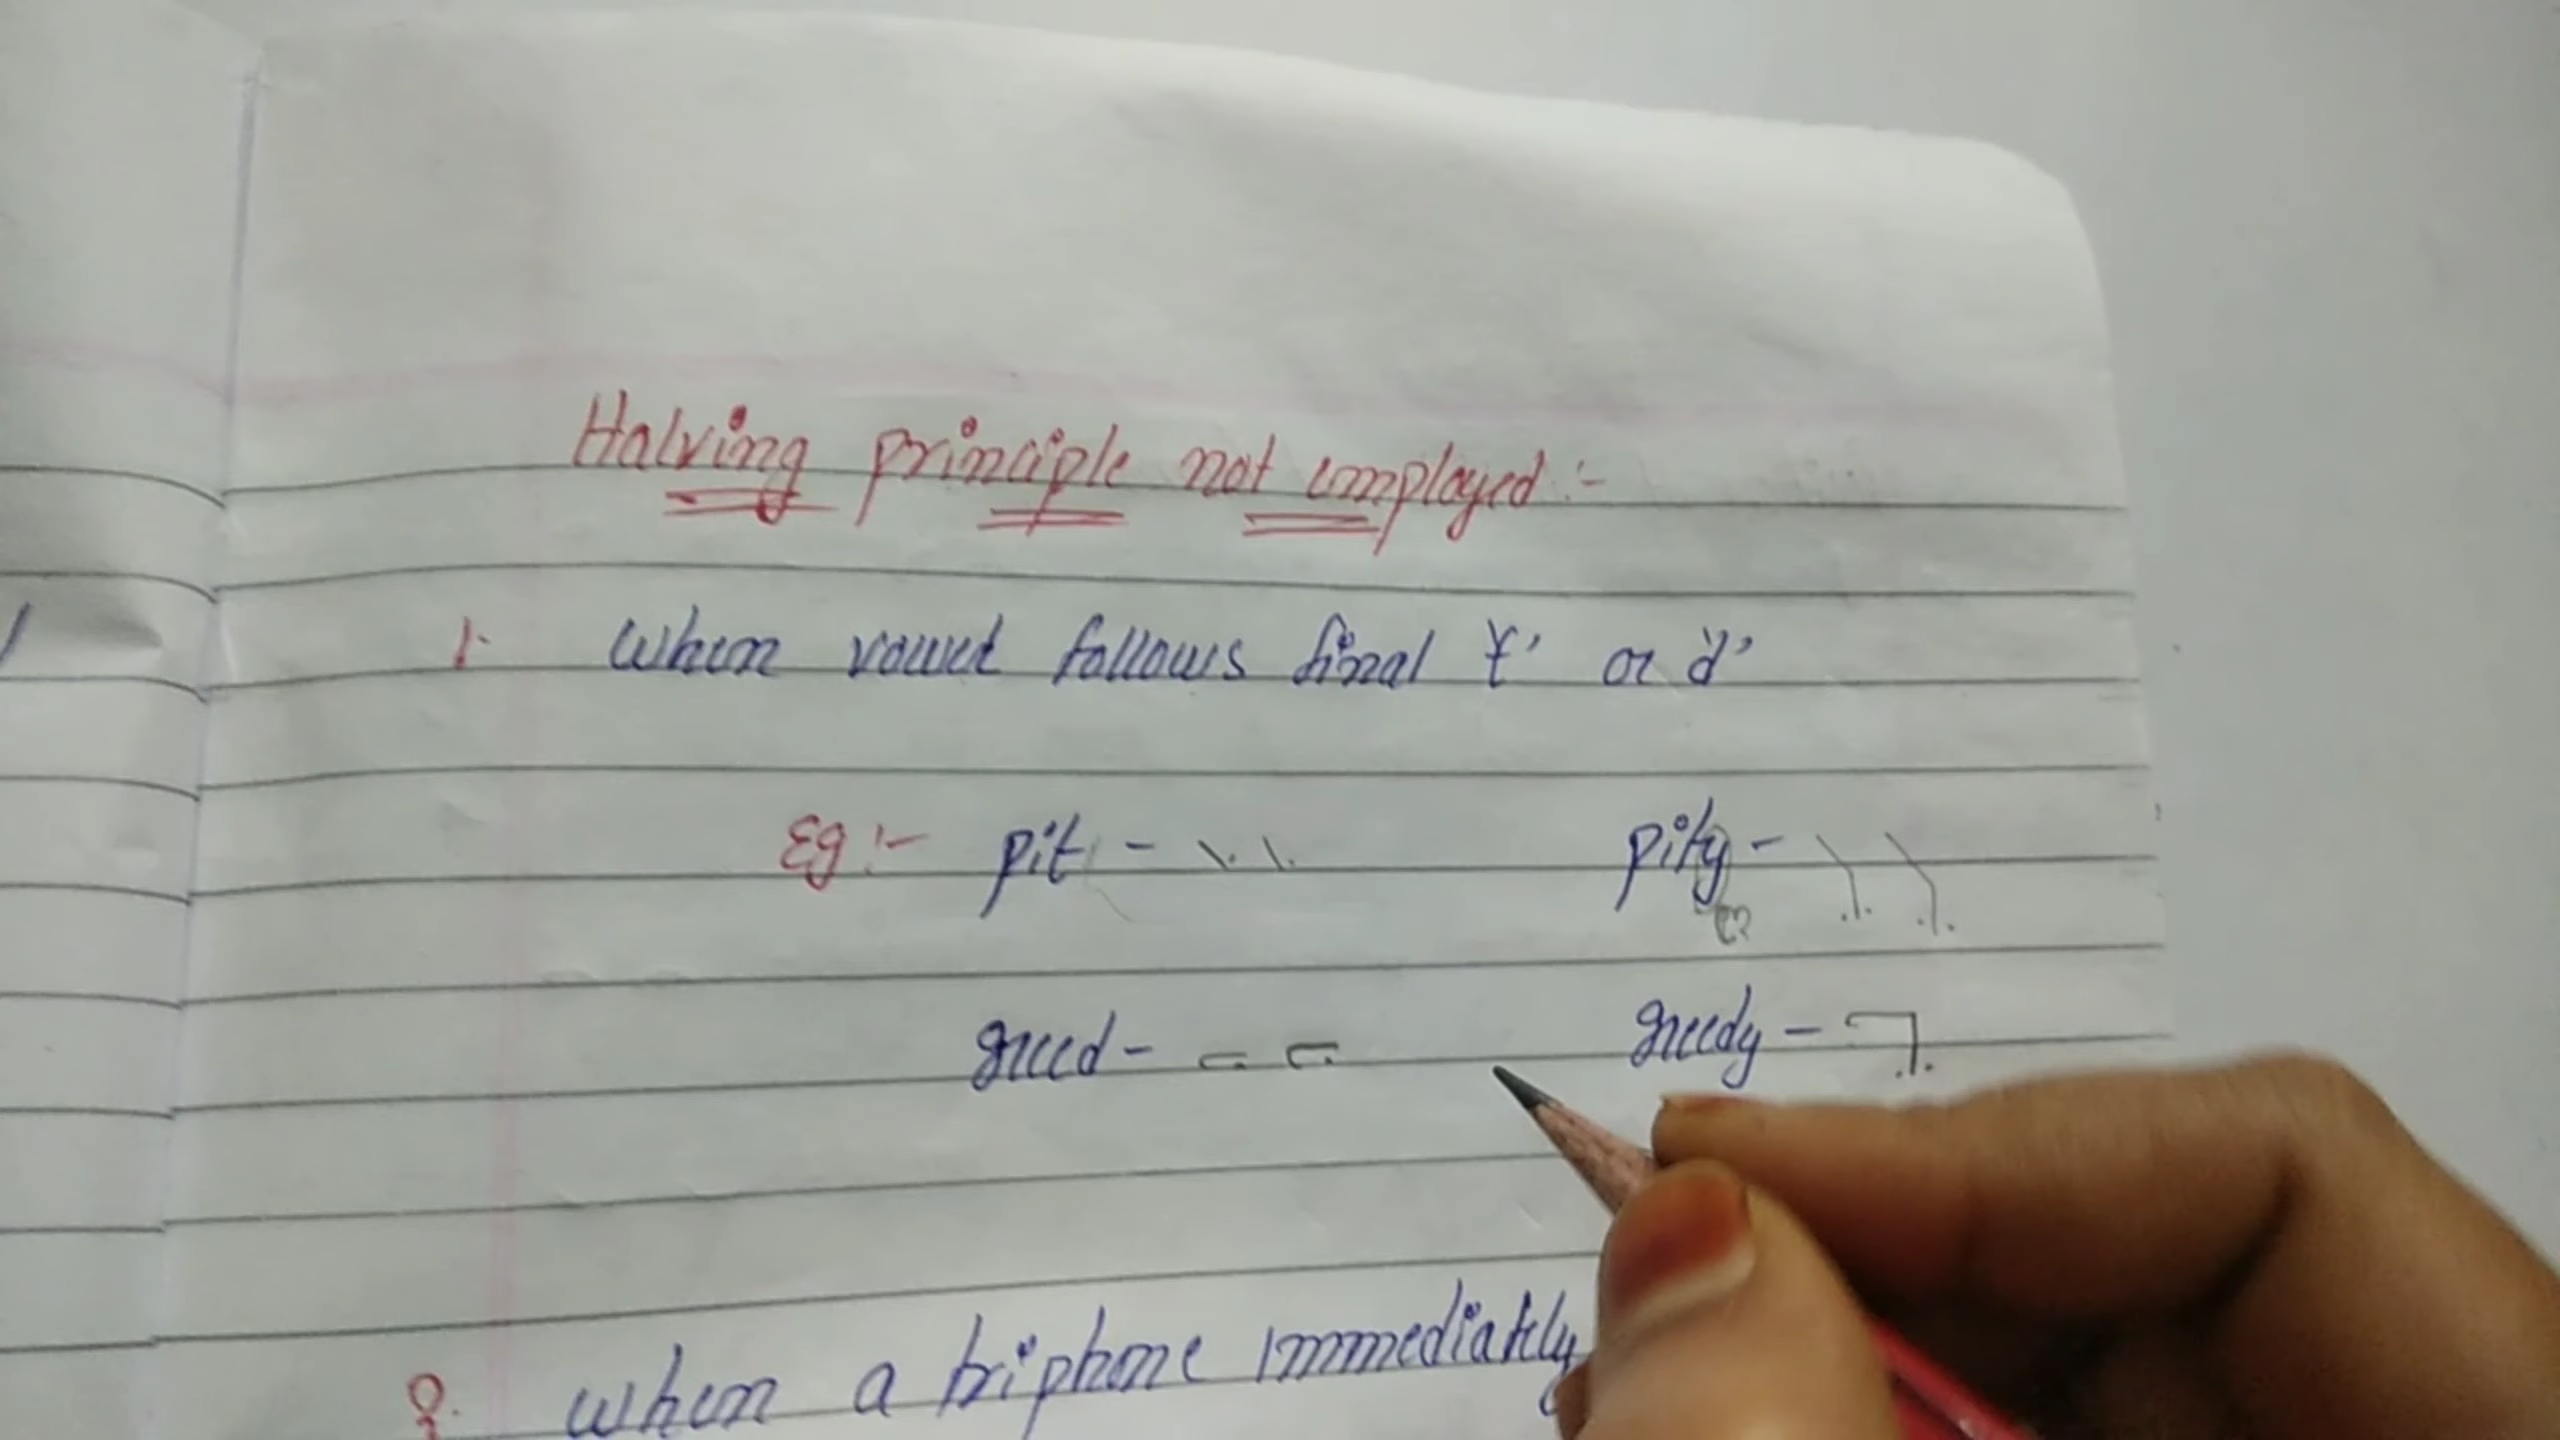 Halving principle not employed :-
1. When vowel follows final 't' or 'd'
Eg :- pit - pity -
greed - greedy -
2. When a triphone immediately